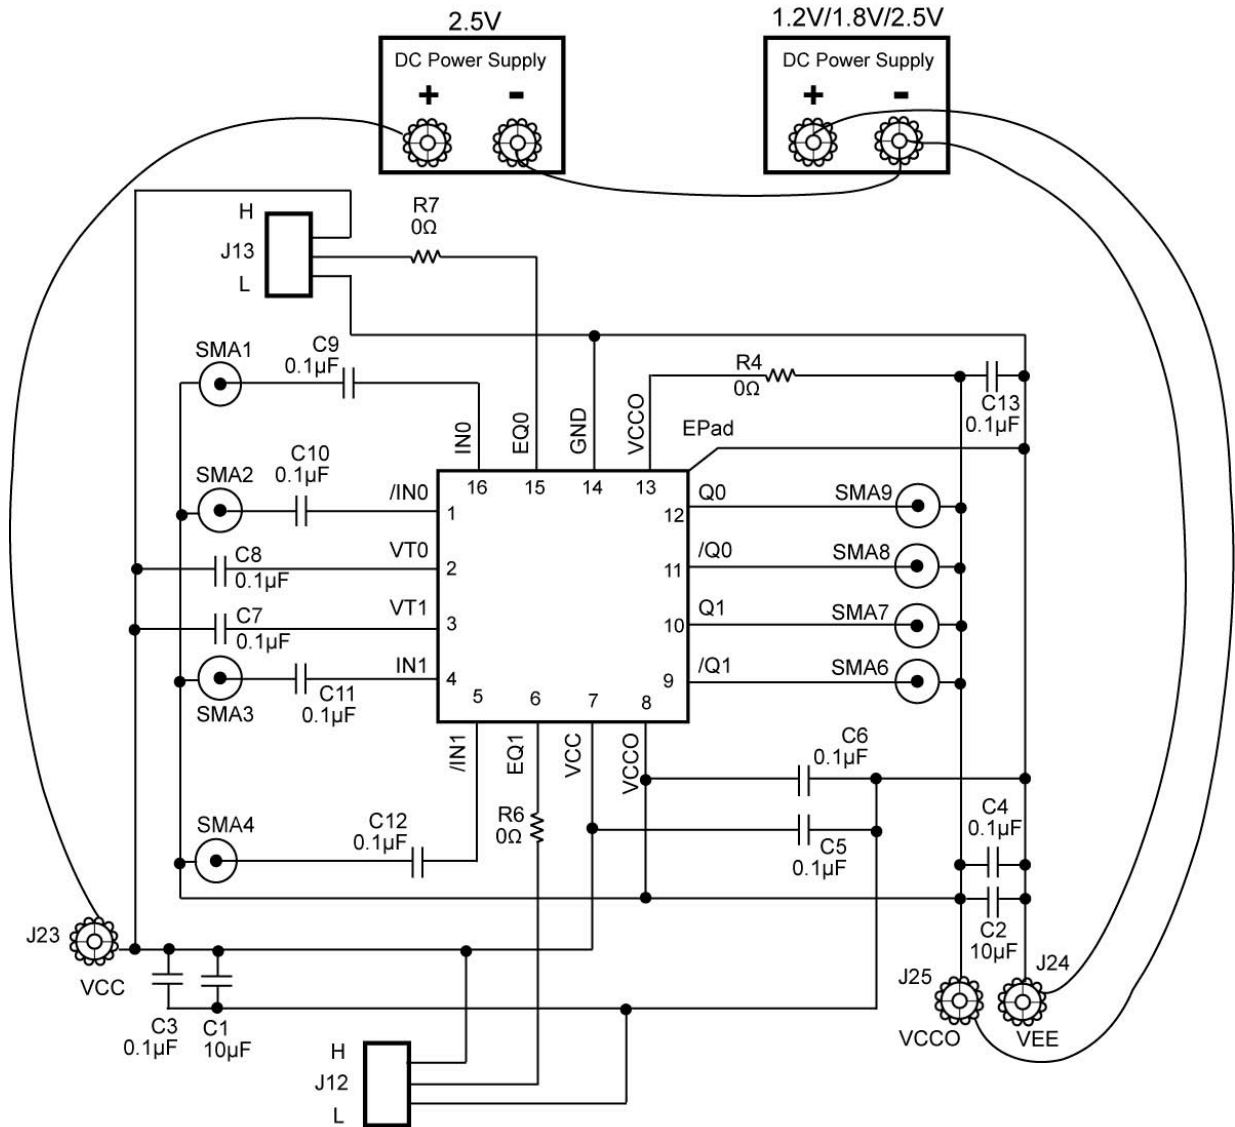 2.5V
1.2V/1.8V/2.5V
DC Power Supply
DC Power Supply
+
-
+
-
H
J13
L
R7
0Ω
SMA1
C9
0.1µF
R4
0Ω
C13
0.1µF
IN0
EQ0
GND
VCCO
EPad
SMA2
C10
0.1µF
/IN0
16
15
14
13
Q0
SMA9
1
12
C8
0.1µF
VT0
2
/Q0
SMA8
11
C7
0.1µF
VT1
3
Q1
SMA7
10
IN1
4
/Q1
SMA6
9
SMA3
C11
0.1µF
5
6
7
8
/IN1
EQ1
VCC
VCCO
C6
0.1µF
SMA4
C12
0.1µF
R6
0Ω
C5
0.1µF
C4
0.1µF
C2
10µF
J23
VCC
J25
VCCO
J24
VEE
C3
0.1µF
C1
10µF
H
J12
L